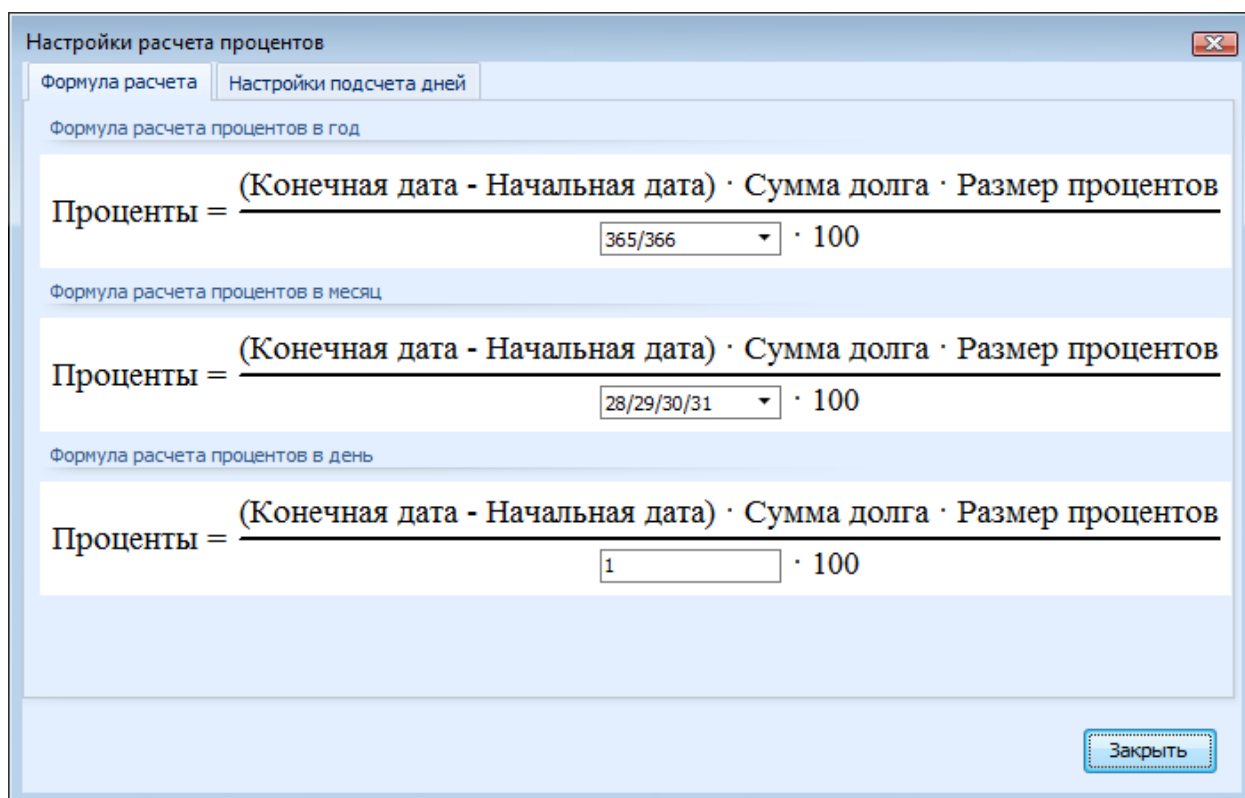 Настройки расчета процентов
Формула расчета Настройки подсчета дней
Формула расчета процентов в год
(Конечная дата - Начальная дата) · Сумма долга · Размер процентов
Проценты =
365/366 · 100
Формула расчета процентов в месяц
(Конечная дата - Начальная дата) · Сумма долга · Размер процентов
Проценты =
28/29/30/31 · 100
Формула расчета процентов в день
(Конечная дата - Начальная дата) · Сумма долга · Размер процентов
Проценты =
1 · 100
Закрыть